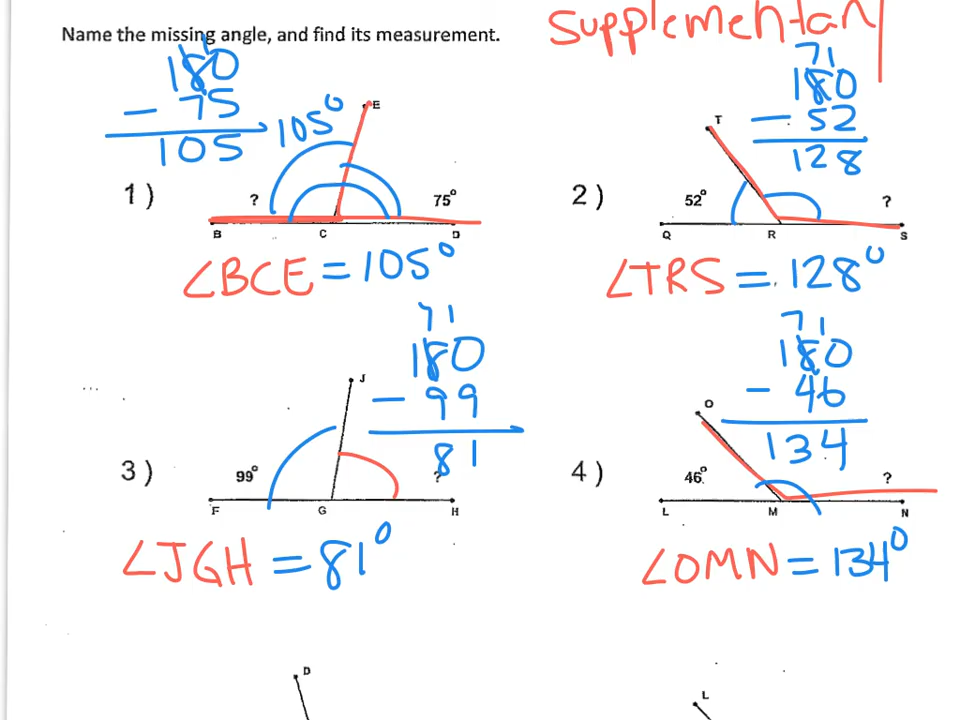 Name the missing angle, and find its measurement.
Supplementary
1)
71
180
- 75
105
105°
E
?
75°
B
C
D
∠BCE = 105°
2)
71
180
- 52
128
T
52°
?
Q
R
S
∠TRS = 128°
3)
71
180
- 99
81
J
99°
?
F
G
H
∠JGH = 81°
4)
71
180
- 46
134
O
46°
?
L
M
N
∠OMN = 134°
D
L